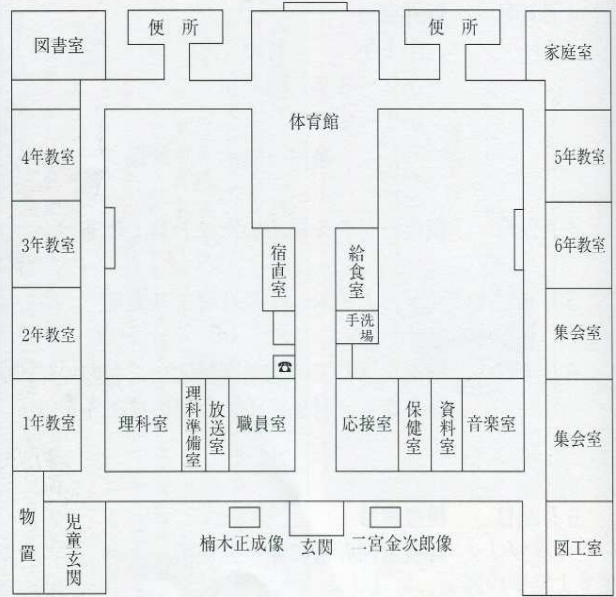 図書室
便所
便所
家庭室
体育館
4年教室
5年教室
3年教室
宿直室
給食室
6年教室
2年教室
手洗場
集会室
☎
1年教室
理科室
理科準備室
放送室
職員室
応接室
保健室
資料室
音楽室
集会室
物置
児童玄関
楠木正成像
玄関
二宮金次郎像
図工室